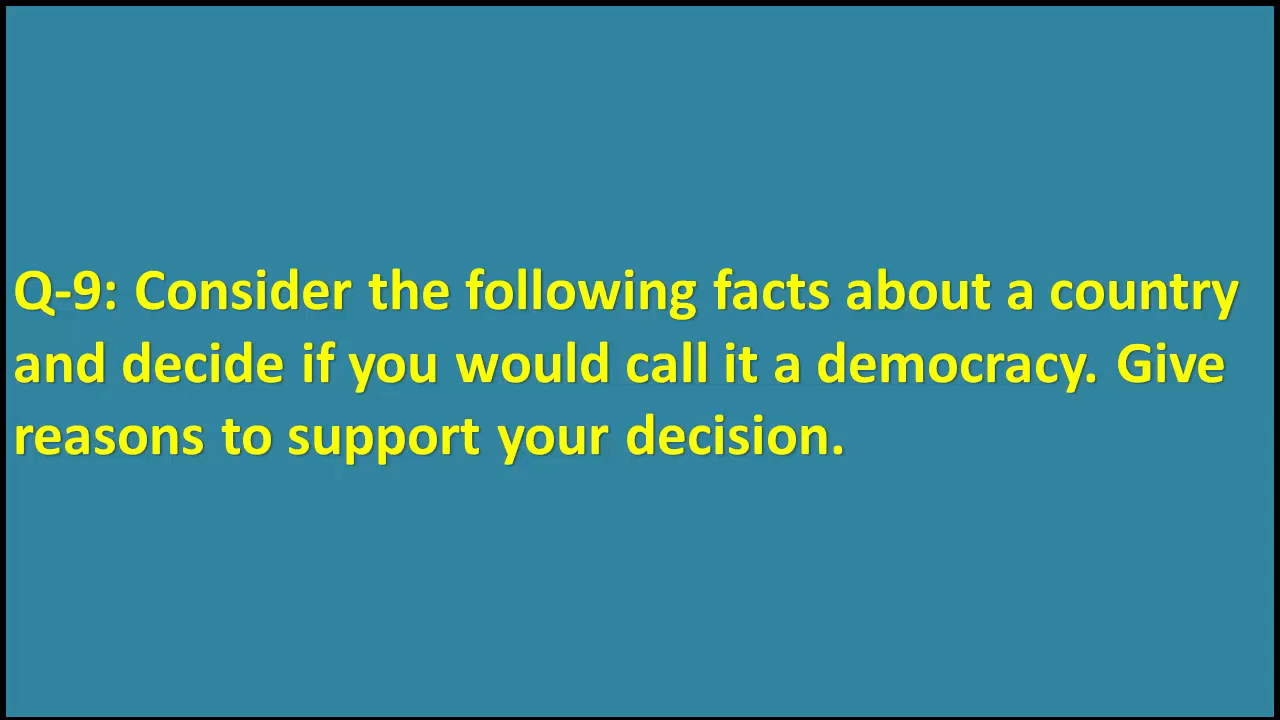 Q-9: Consider the following facts about a country
and decide if you would call it a democracy. Give
reasons to support your decision.